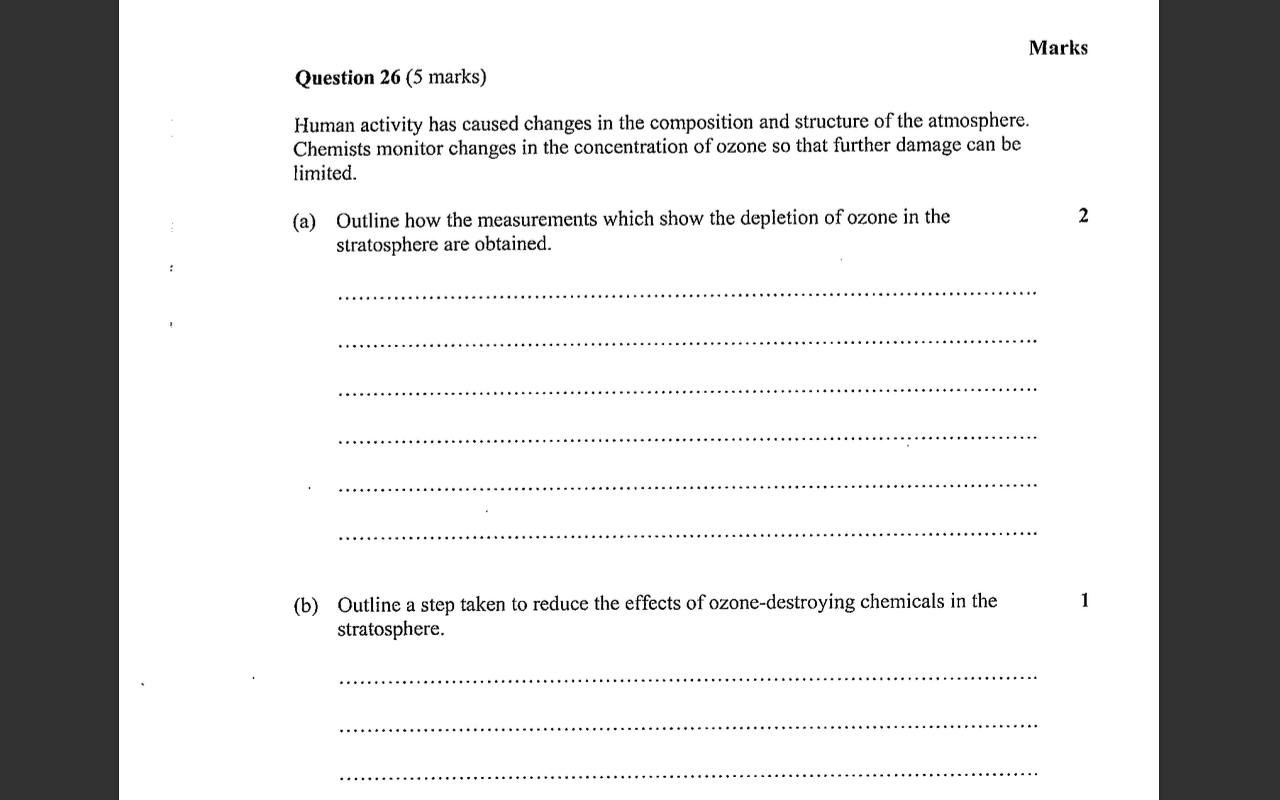 Marks
Question 26 (5 marks)
Human activity has caused changes in the composition and structure of the atmosphere.
Chemists monitor changes in the concentration of ozone so that further damage can be
limited.
(a) Outline how the measurements which show the depletion of ozone in the 2
stratosphere are obtained.
(b) Outline a step taken to reduce the effects of ozone-destroying chemicals in the 1
stratosphere.